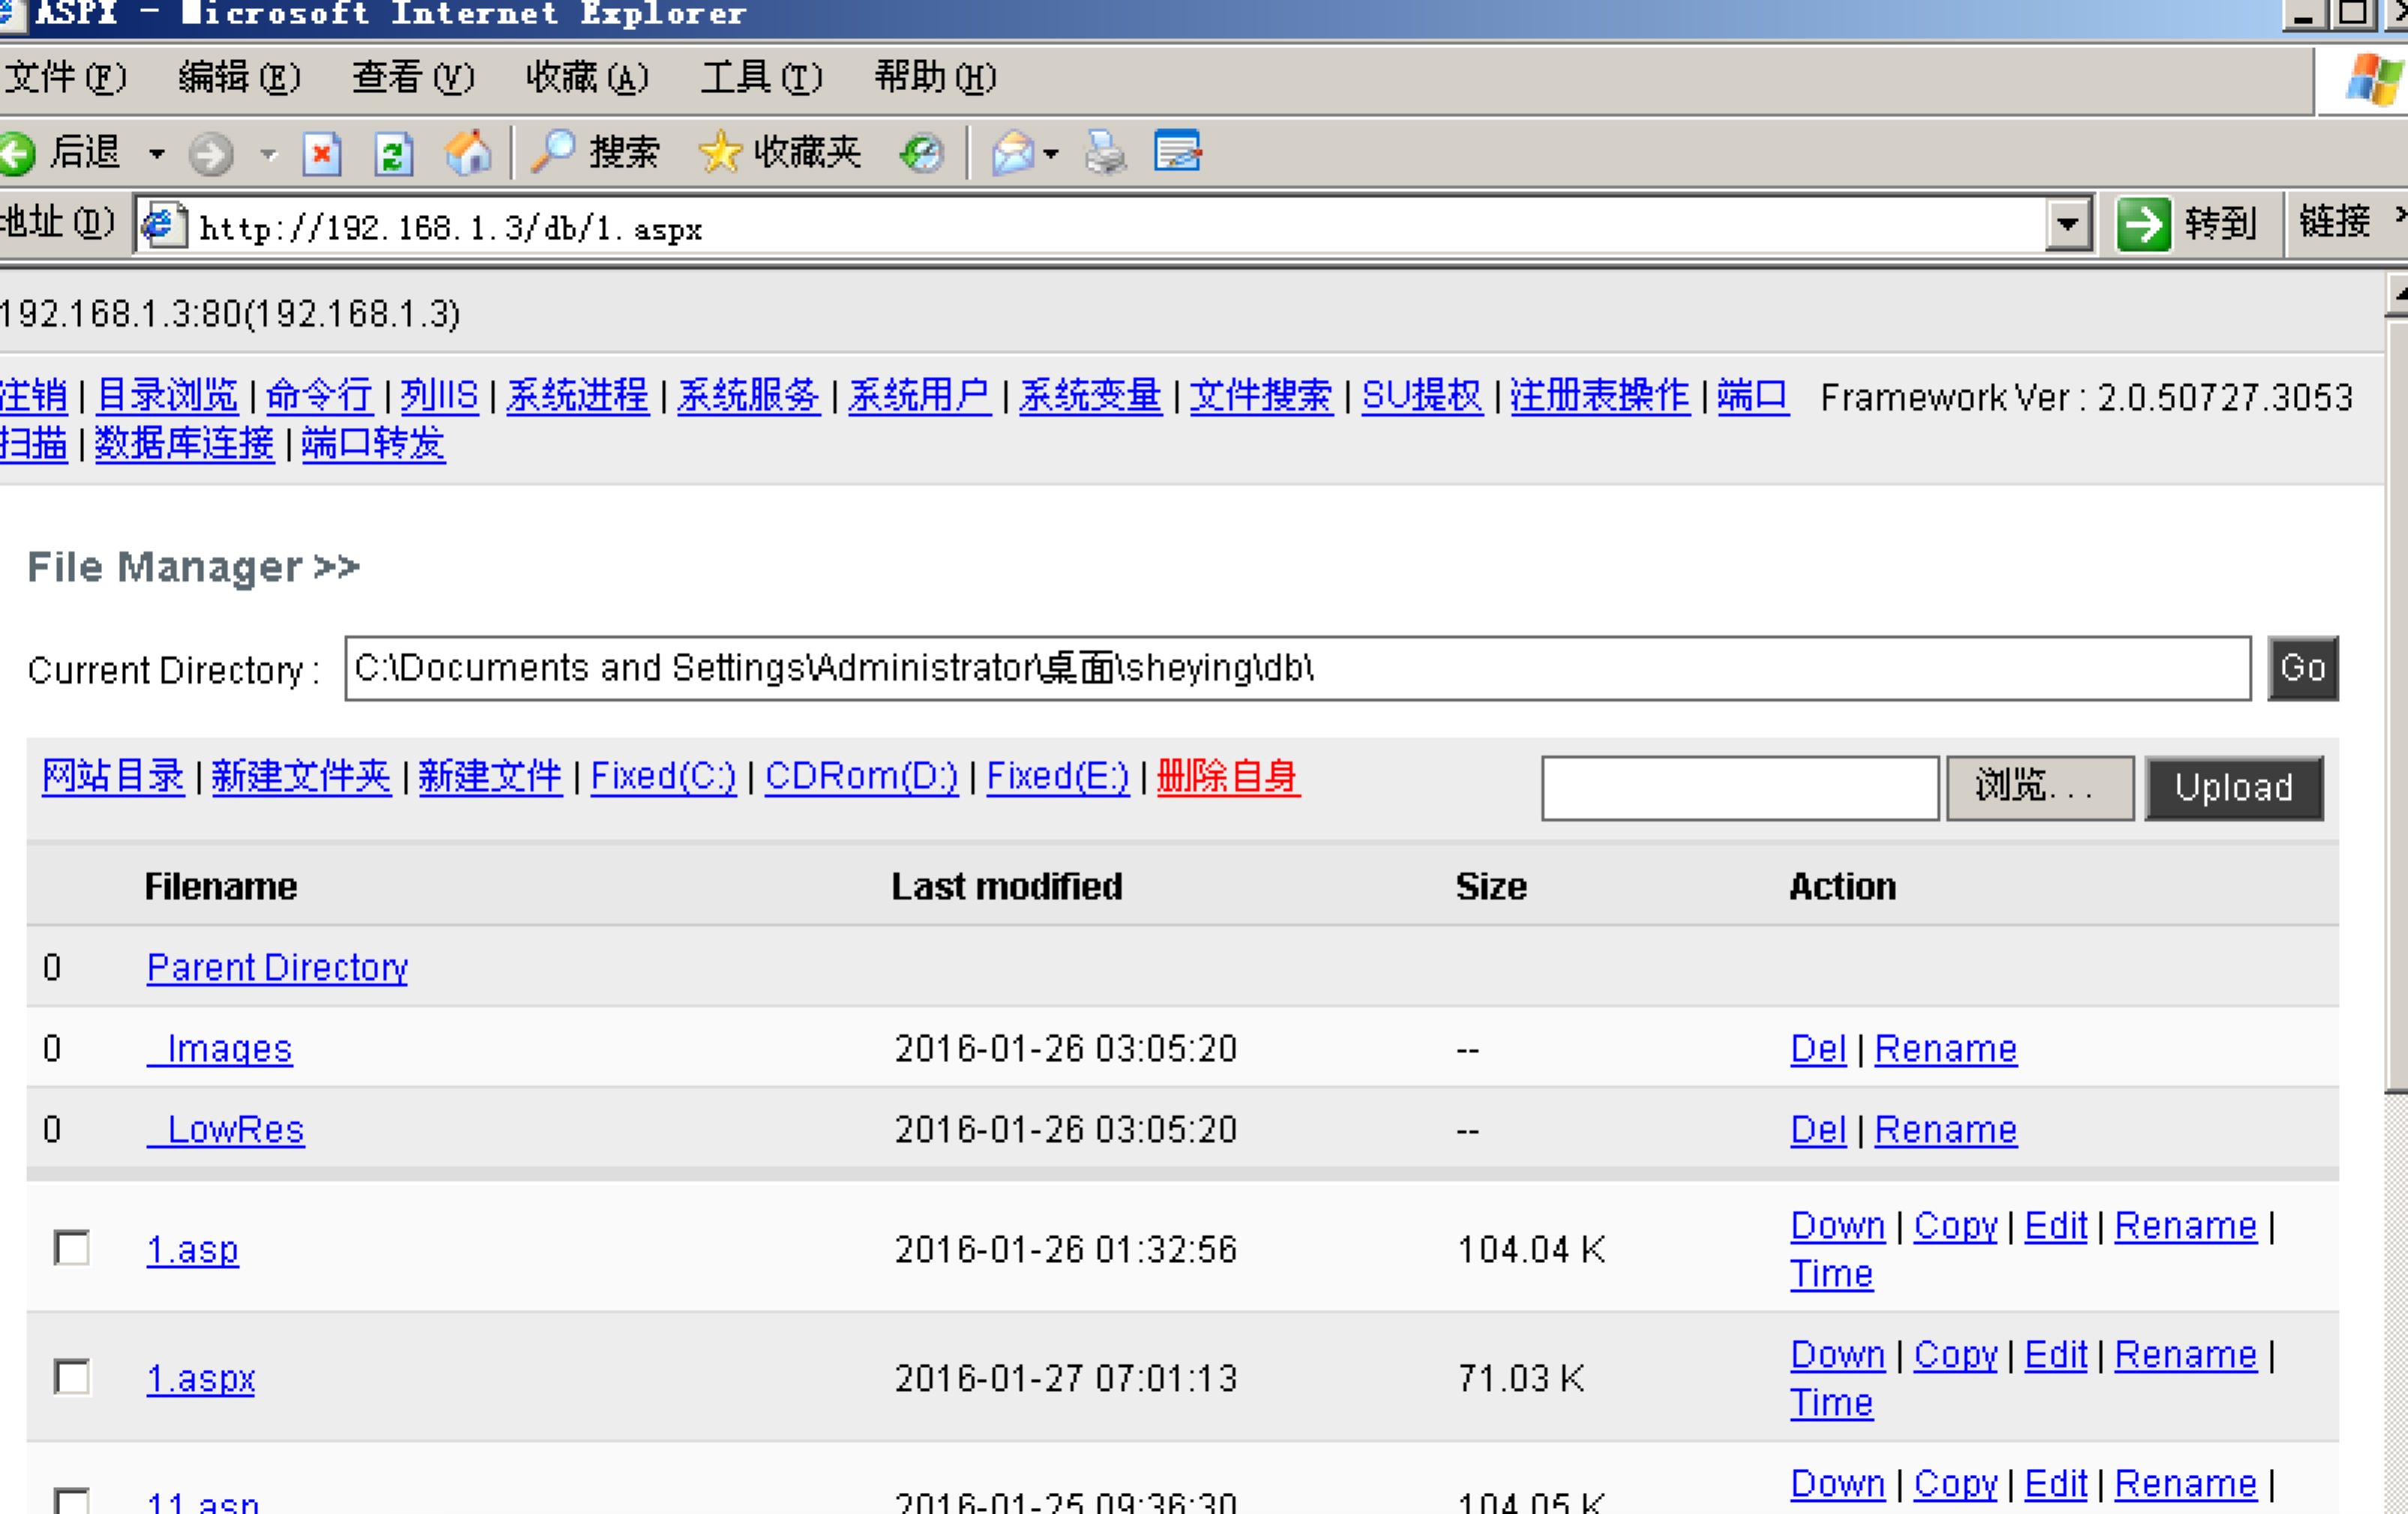 ASPX - Microsoft Internet Explorer
文件(F) 编辑(E) 查看(V) 收藏(A) 工具(T) 帮助(H)
后退 搜索 收藏夹
地址(D) http://192.168.1.3/db/1.aspx 转到 链接
192.168.1.3:80(192.168.1.3)
注销 | 目录浏览 | 命令行 | 列IIS | 系统进程 | 系统服务 | 系统用户 | 系统变量 | 文件搜索 | SU提权 | 注册表操作 | 端口 Framework Ver : 2.0.50727.3053
扫描 | 数据库连接 | 端口转发
File Manager >>
Current Directory : C:\Documents and Settings\Administrator\桌面\sheying\db\ Go
网站目录 | 新建文件夹 | 新建文件 | Fixed(C:) | CDRom(D:) | Fixed(E:) | 删除自身 浏览... Upload
Filename Last modified Size Action
0 Parent Directory
0 _Images 2016-01-26 03:05:20 -- Del | Rename
0 _LowRes 2016-01-26 03:05:20 -- Del | Rename
1.asp 2016-01-26 01:32:56 104.04 K Down | Copy | Edit | Rename |
Time
1.aspx 2016-01-27 07:01:13 71.03 K Down | Copy | Edit | Rename |
Time
11.asp 2016-01-25 09:36:30 104.05 K Down | Copy | Edit | Rename |